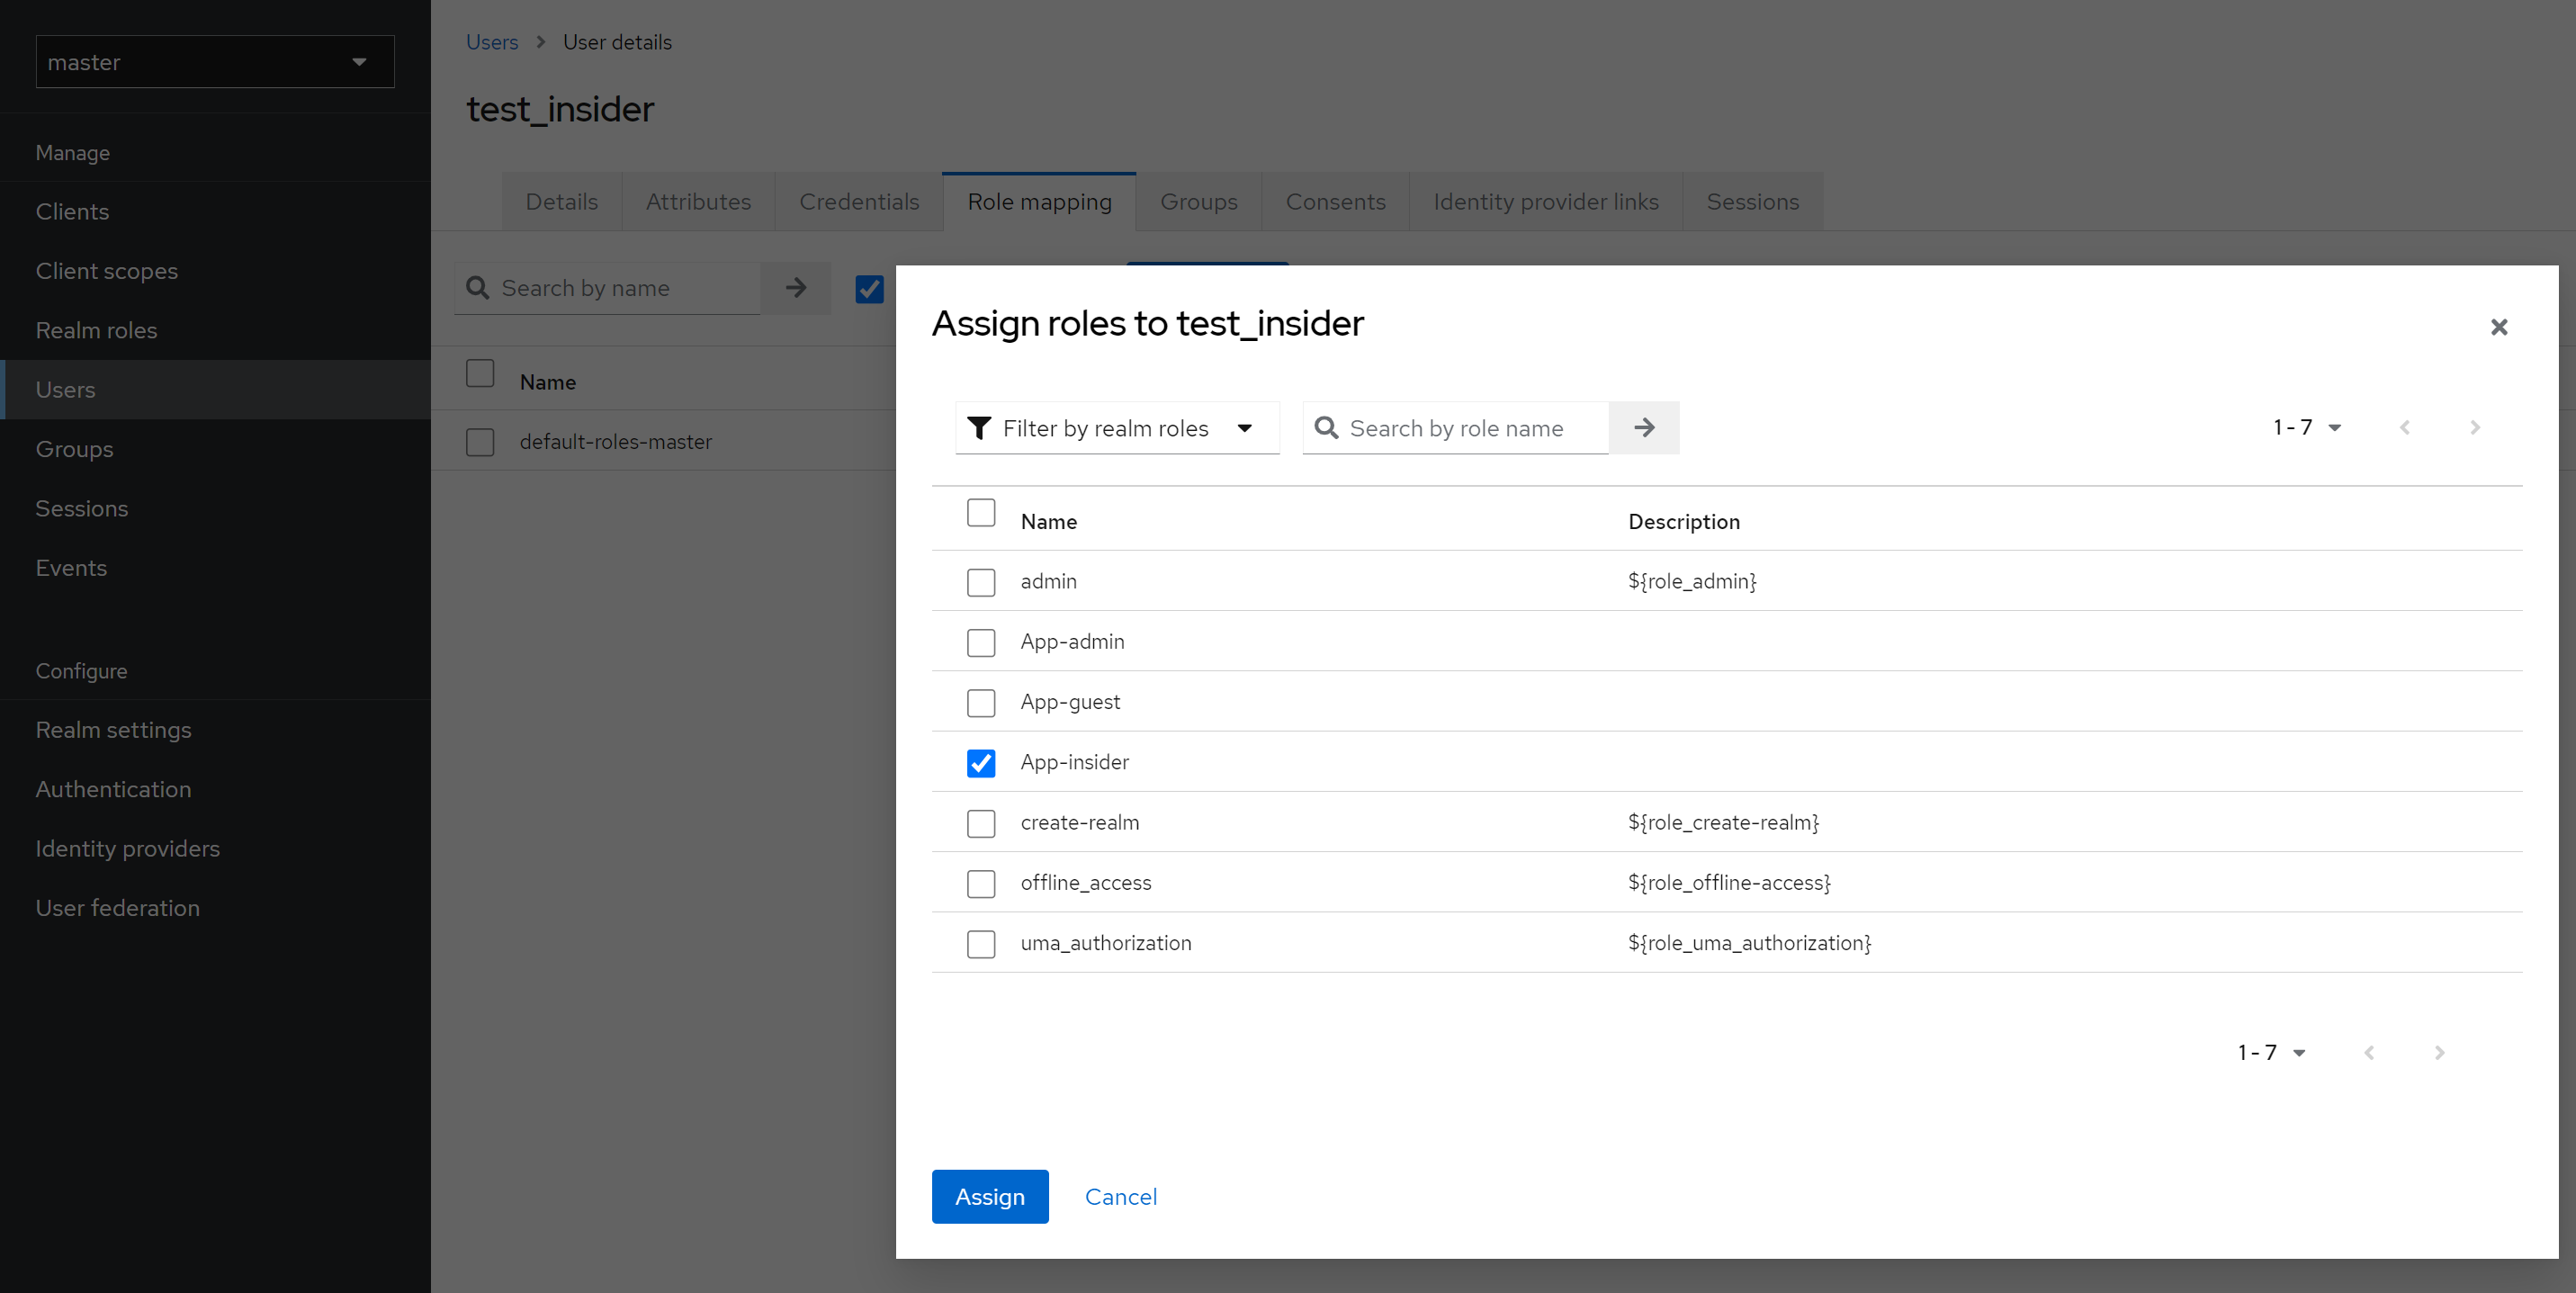 master
Manage
Clients
Client scopes
Realm roles
Users
Groups
Sessions
Events
Configure
Realm settings
Authentication
Identity providers
User federation
Users > User details
test_insider
Details Attributes Credentials Role mapping Groups Consents Identity provider links Sessions
Search by name
Name
default-roles-master
Assign roles to test_insider
Filter by realm roles Search by role name 1 - 7
Name Description
admin ${role_admin}
App-admin
App-guest
App-insider
create-realm ${role_create-realm}
offline_access ${role_offline-access}
uma_authorization ${role_uma_authorization}
1 - 7
Assign Cancel